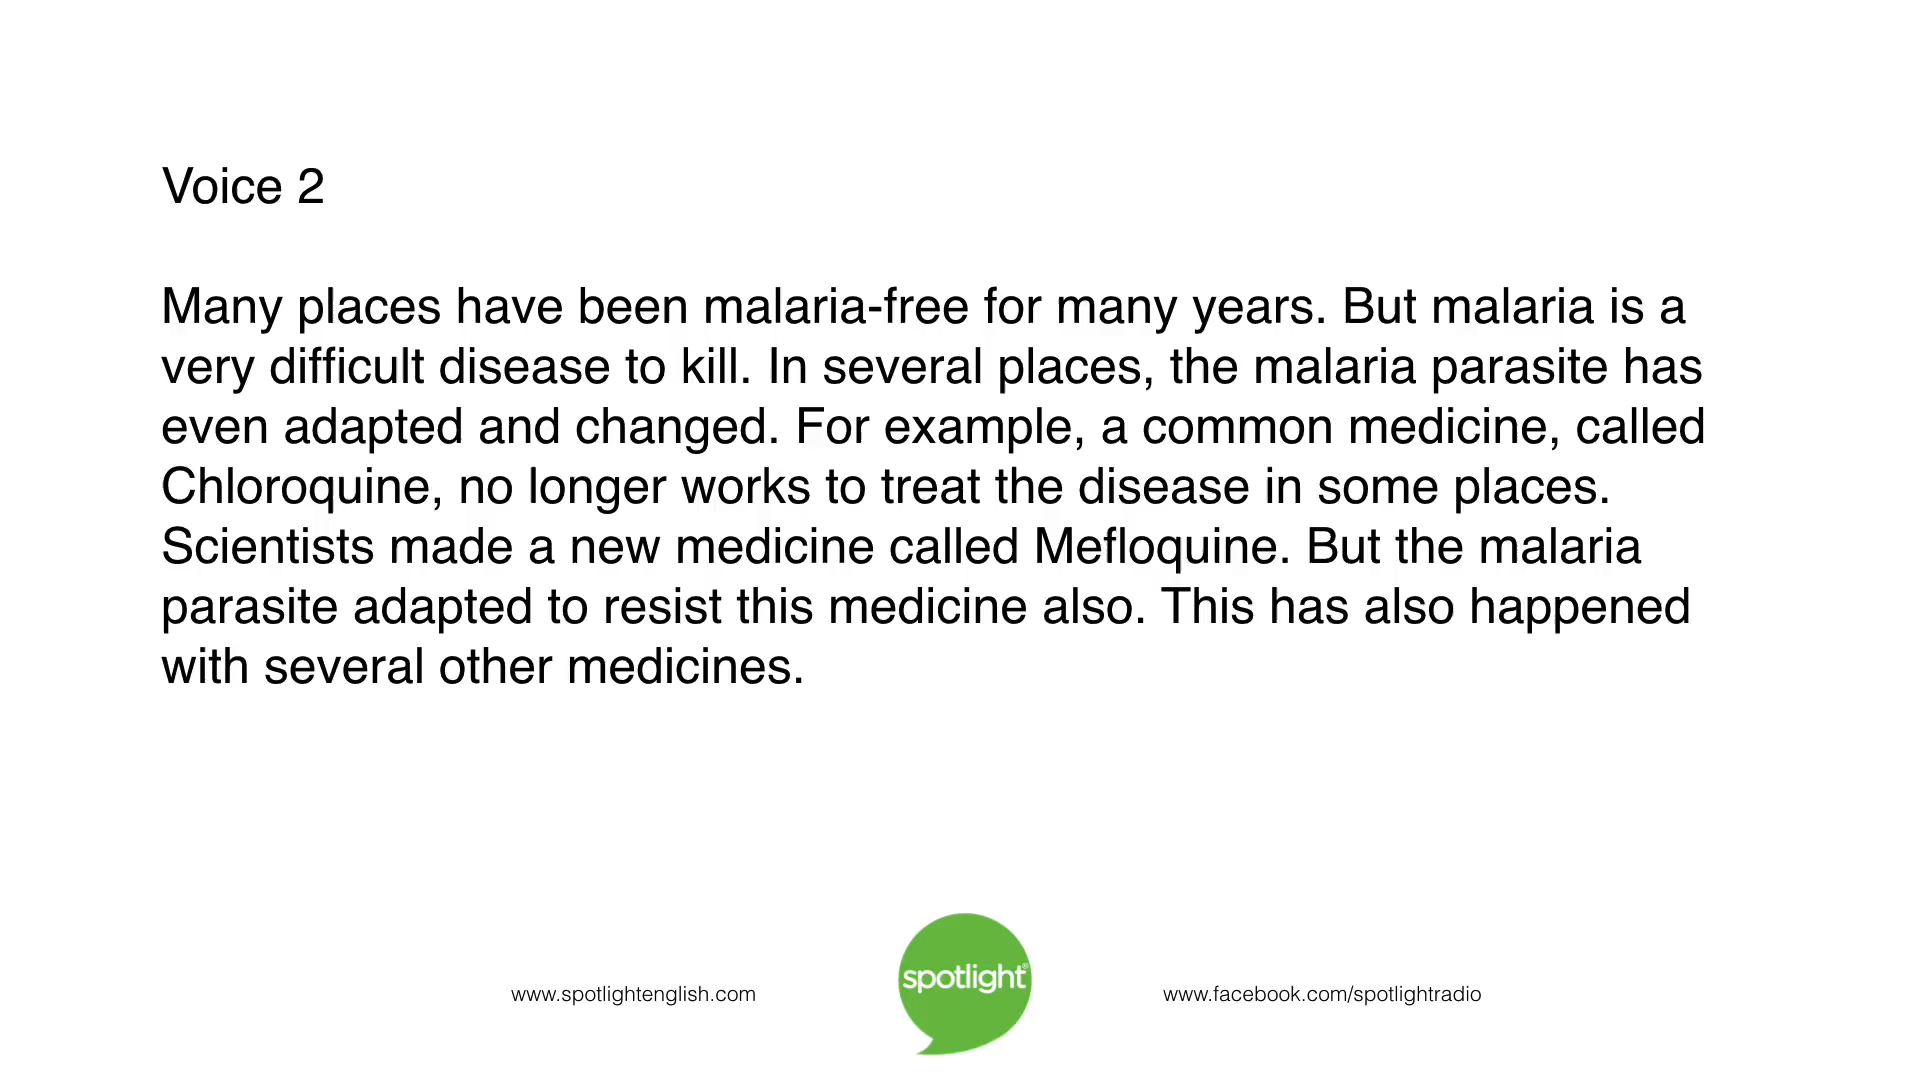 Voice 2
Many places have been malaria-free for many years. But malaria is a
very difficult disease to kill. In several places, the malaria parasite has
even adapted and changed. For example, a common medicine, called
Chloroquine, no longer works to treat the disease in some places.
Scientists made a new medicine called Mefloquine. But the malaria
parasite adapted to resist this medicine also. This has also happened
with several other medicines.
www.spotlightenglish.com
spotlight®
www.facebook.com/spotlightradio